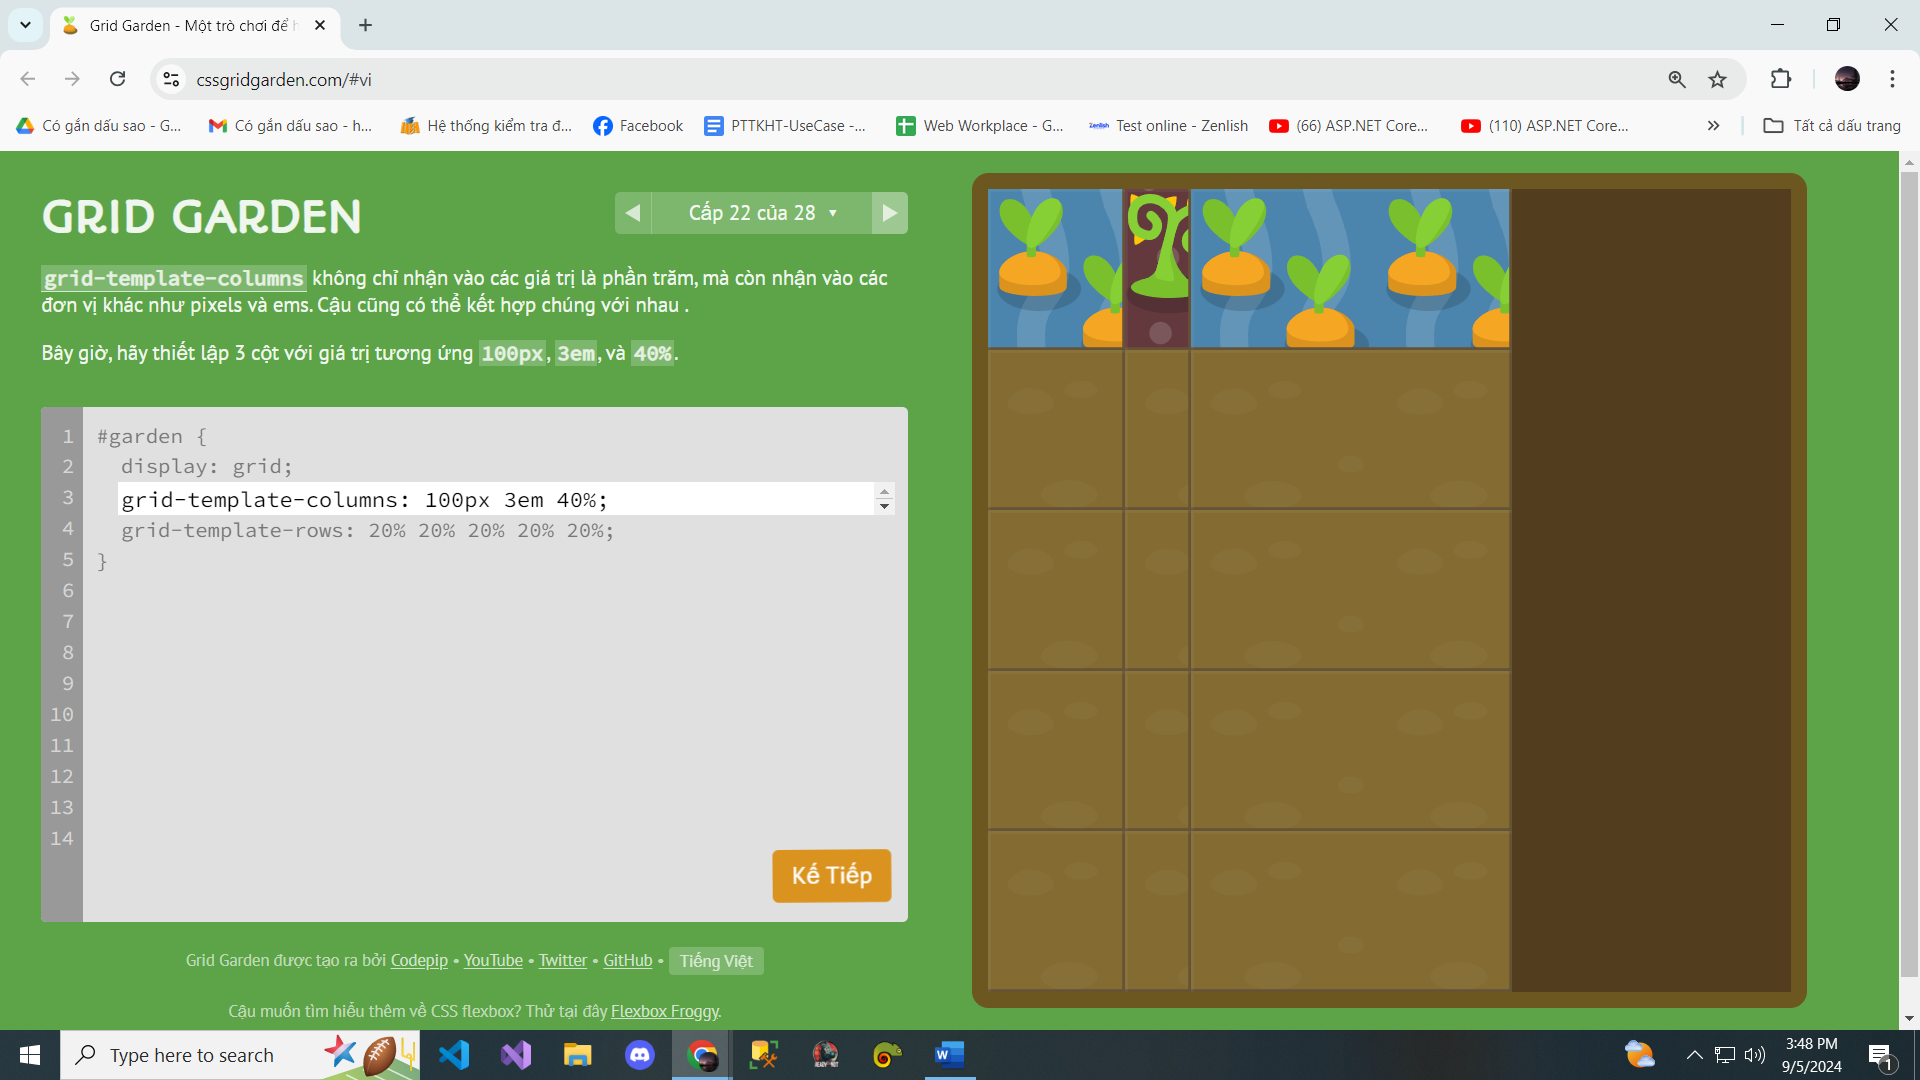 Grid Garden - Một trò chơi để h
cssgridgarden.com/#vi
Có gắn dấu sao - G...
Có gắn dấu sao - h...
Hệ thống kiểm tra đ...
Facebook
PTTKHT-UseCase -...
Web Workplace - G...
Zenlish
Test online - Zenlish
(66) ASP.NET Core...
(110) ASP.NET Core...
Tất cả dấu trang
GRID GARDEN
Cấp 22 của 28
grid-template-columns không chỉ nhận vào các giá trị là phần trăm, mà còn nhận vào các
đơn vị khác như pixels và ems. Cậu cũng có thể kết hợp chúng với nhau .
Bây giờ, hãy thiết lập 3 cột với giá trị tương ứng 100px, 3em, và 40%.
1 #garden {
2 display: grid;
3 grid-template-columns: 100px 3em 40%;
4 grid-template-rows: 20% 20% 20% 20% 20%;
5 }
6
7
8
9
10
11
12
13
14
Kế Tiếp
Grid Garden được tạo ra bởi Codepip • YouTube • Twitter • GitHub • Tiếng Việt
Cậu muốn tìm hiểu thêm về CSS flexbox? Thử tại đây Flexbox Froggy.
Type here to search
READY NOT
W
3:48 PM
9/5/2024
1